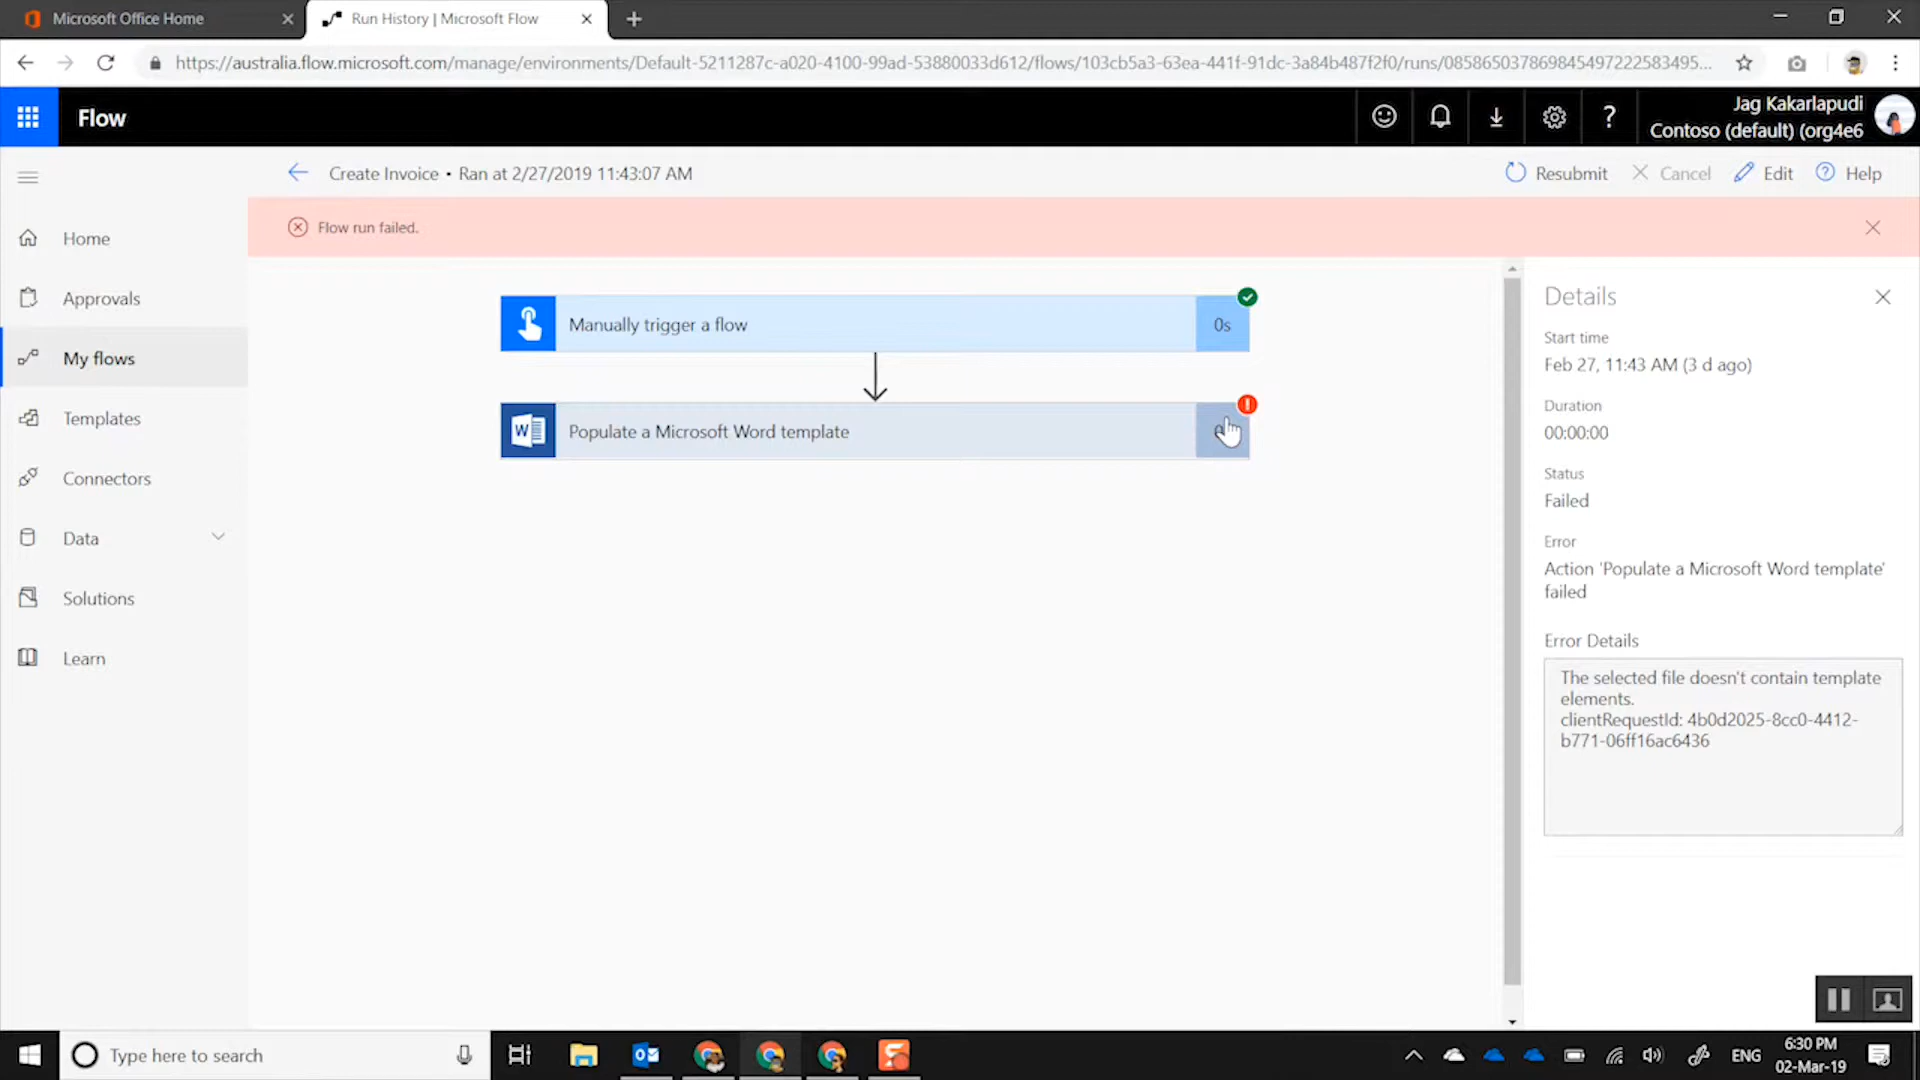 Microsoft Office Home
Run History | Microsoft Flow
https://australia.flow.microsoft.com/manage/environments/Default-5211287c-a020-4100-99ad-53880033d612/flows/103cb5a3-63ea-441f-91dc-3a84b487f2f0/runs/085865037869845497222583495...
Flow
Jag Kakarlapudi
Contoso (default) (org4e6
Create Invoice • Ran at 2/27/2019 11:43:07 AM
Resubmit
Cancel
Edit
Help
Flow run failed.
Home
Approvals
My flows
Templates
Connectors
Data
Solutions
Learn
Manually trigger a flow
0s
Populate a Microsoft Word template
Details
Start time
Feb 27, 11:43 AM (3 d ago)
Duration
00:00:00
Status
Failed
Error
Action 'Populate a Microsoft Word template'
failed
Error Details
The selected file doesn't contain template
elements.
clientRequestId: 4b0d2025-8cc0-4412-
b771-06ff16ac6436
Type here to search
ENG
6:30 PM
02-Mar-19